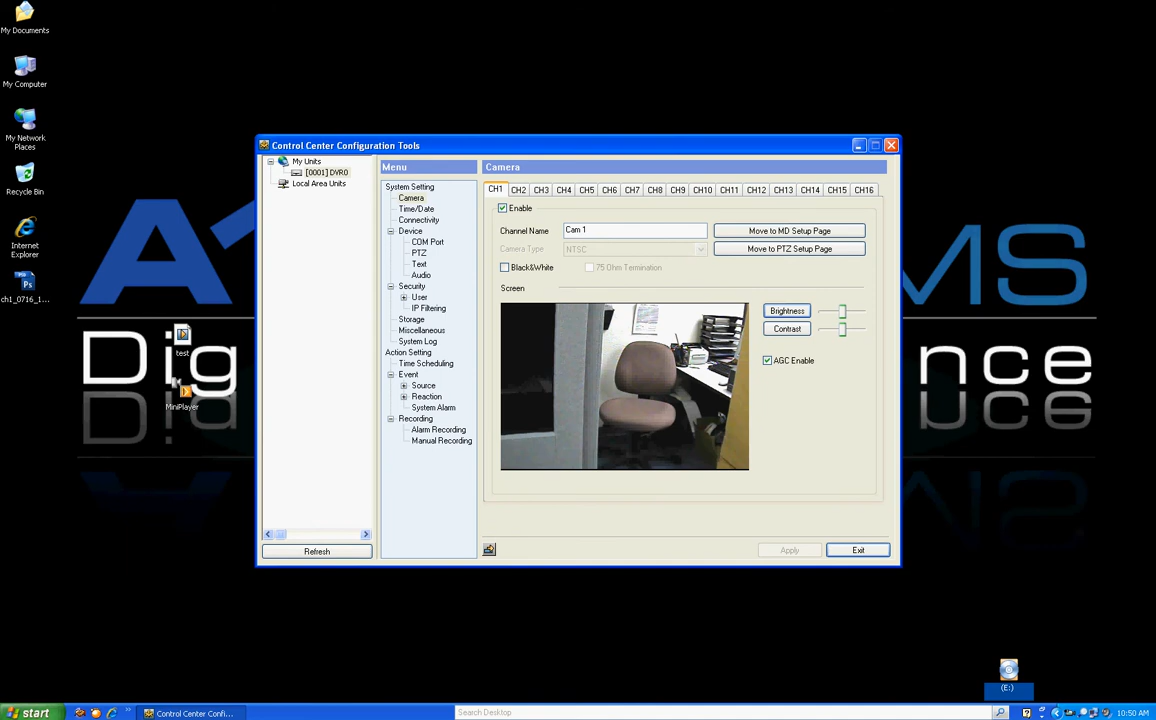 My Documents
My Computer
My Network
Places
Recycle Bin
Internet
Explorer
ch1_0716_1...
test
MiniPlayer
A1
MS
Dig
nce
Control Center Configuration Tools
My Units
[0001] DVR0
Local Area Units
Refresh
Menu
System Setting
Camera
Time/Date
Connectivity
Device
COM Port
PTZ
Text
Audio
Security
User
IP Filtering
Storage
Miscellaneous
System Log
Action Setting
Time Scheduling
Event
Source
Reaction
System Alarm
Recording
Alarm Recording
Manual Recording
Camera
CH1 CH2 CH3 CH4 CH5 CH6 CH7 CH8 CH9 CH10 CH11 CH12 CH13 CH14 CH15 CH16
Enable
Channel Name Cam 1 Move to MD Setup Page
Camera Type NTSC Move to PTZ Setup Page
Black&White 75 Ohm Termination
Screen
Brightness
Contrast
AGC Enable
Apply Exit
(E:)
start
Control Center Confi...
Search Desktop
10:50 AM